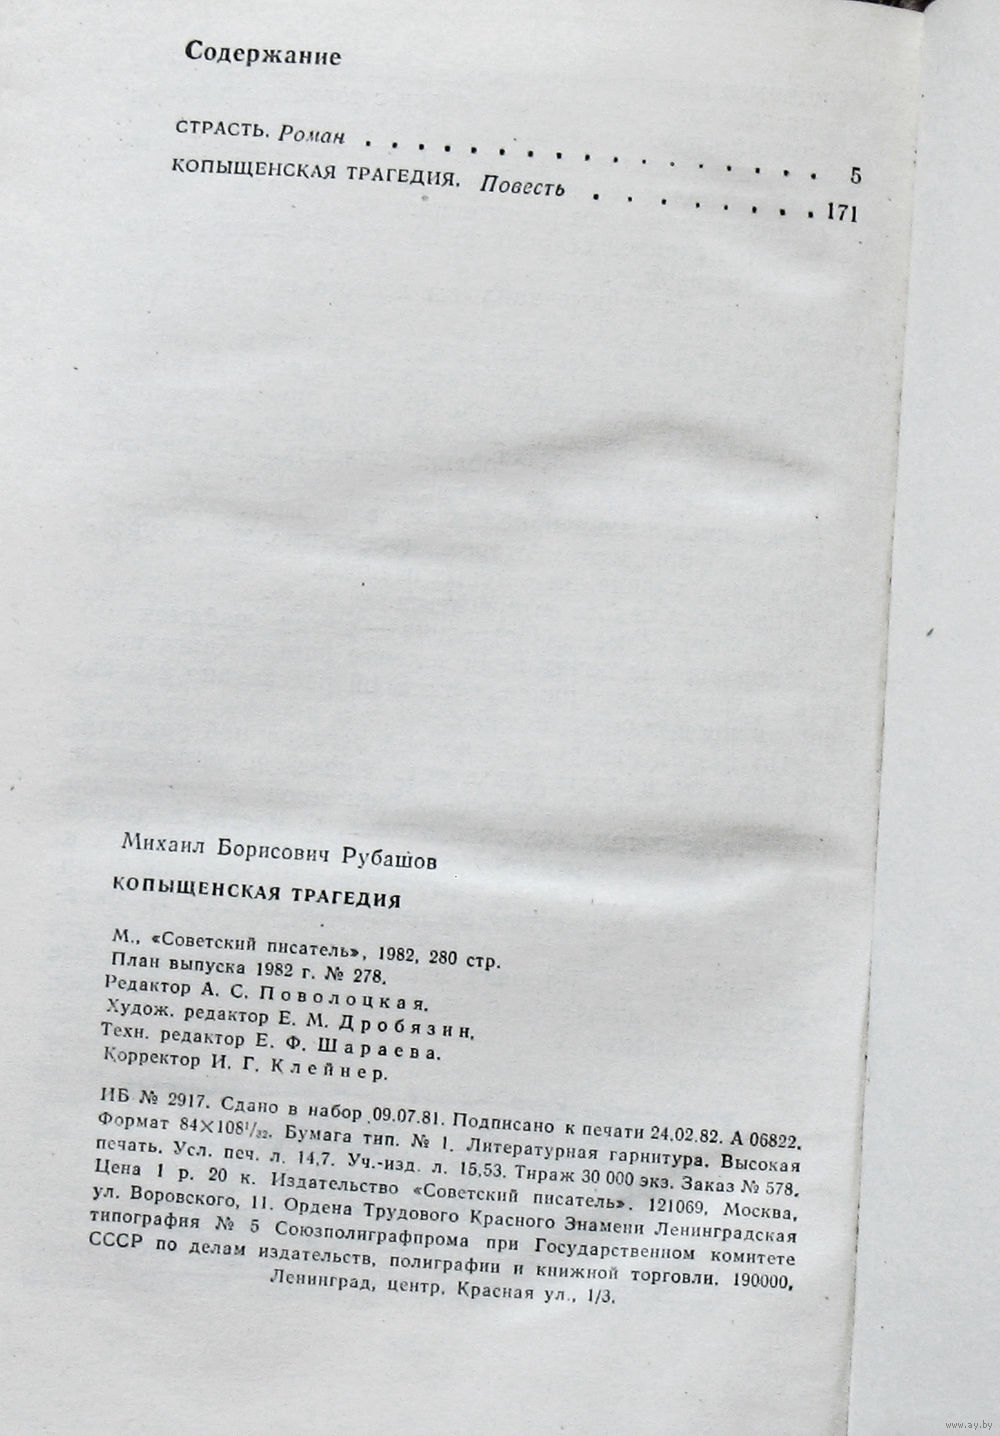 Содержание
СТРАСТЬ. Роман . . . . . . . . . . . . . . . . . 5
КОПЫЩЕНСКАЯ ТРАГЕДИЯ. Повесть . . . . . . . . 171
Михаил Борисович Рубашов
КОПЫЩЕНСКАЯ ТРАГЕДИЯ
М., «Советский писатель», 1982, 280 стр.
План выпуска 1982 г. № 278.
Редактор А. С. Поволоцкая.
Худож. редактор Е. М. Дробязин.
Техн. редактор Е. Ф. Шараева.
Корректор И. Г. Клейнер.
ИБ № 2917. Сдано в набор 09.07.81. Подписано к печати 24.02.82. А 06822.
Формат 84×108¹/₃₂. Бумага тип. № 1. Литературная гарнитура. Высокая
печать. Усл. печ. л. 14,7. Уч.-изд. л. 15,53. Тираж 30 000 экз. Заказ № 578.
Цена 1 р. 20 к. Издательство «Советский писатель». 121069, Москва,
ул. Воровского, 11. Ордена Трудового Красного Знамени Ленинградская
типография № 5 Союзполиграфпрома при Государственном комитете
СССР по делам издательств, полиграфии и книжной торговли. 190000,
Ленинград, центр, Красная ул., 1/3.
www.ay.by